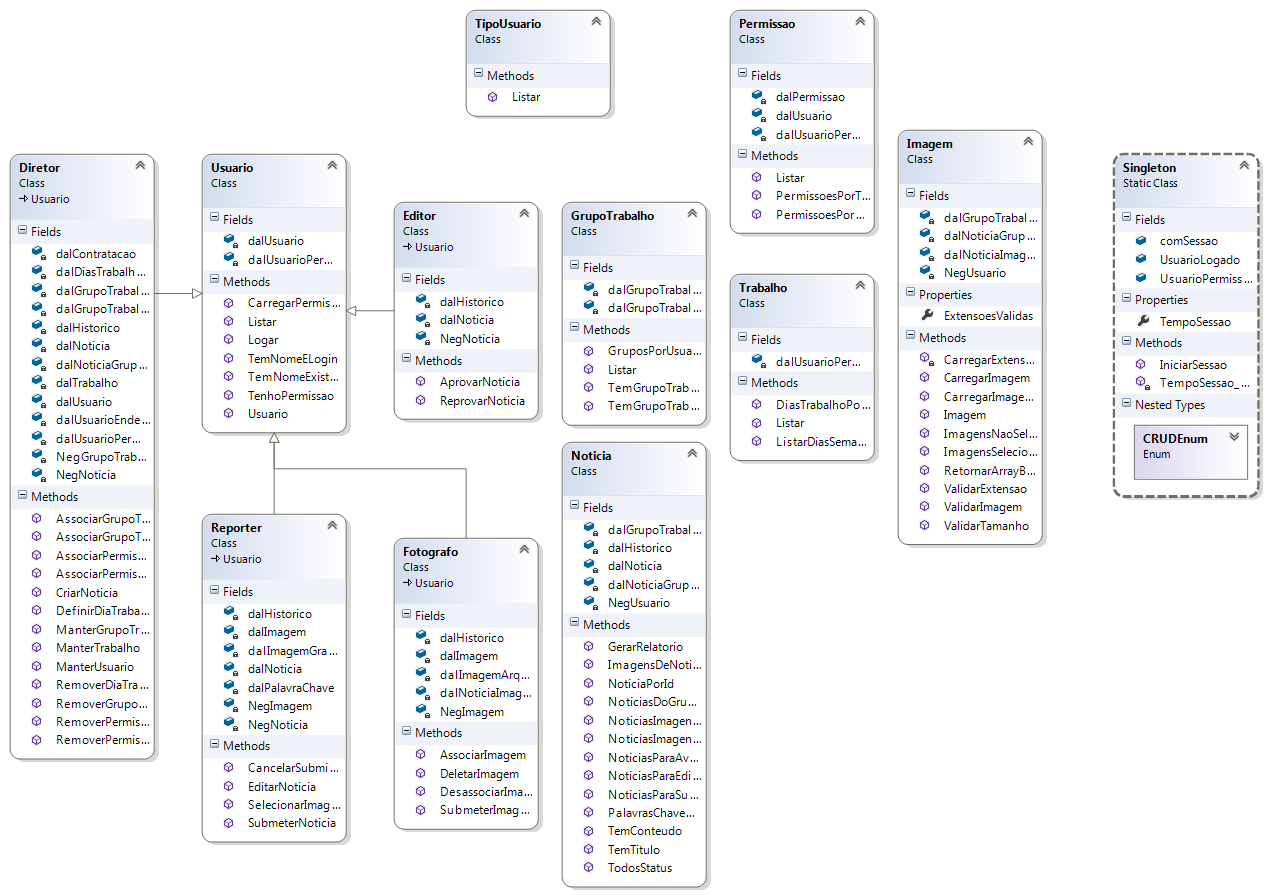 TipoUsuario
Class
Methods
Listar
Permissao
Class
Fields
dalPermissao
dalUsuario
dalUsuarioPer...
Methods
Listar
PermissoesPorT...
PermissoesPor...
Imagem
Class
Fields
dalGrupoTrabal...
dalNoticiaGrup...
dalNoticiaImag...
NegUsuario
Properties
ExtensoesValidas
Methods
CarregarExtens...
CarregarImagem
CarregarImage...
Imagem
ImagensNaoSel...
ImagensSelecio...
RetornarArrayB...
ValidarExtensao
ValidarImagem
ValidarTamanho
Singleton
Static Class
Fields
comSessao
UsuarioLogado
UsuarioPermiss...
Properties
TempoSessao
Methods
IniciarSessao
TempoSessao_...
Nested Types
CRUDEnum
Enum
Diretor
Class
Usuario
Fields
dalContratacao
dalDiasTrabalh...
dalGrupoTrabal...
dalGrupoTrabal...
dalHistorico
dalNoticia
dalNoticiaGrup...
dalTrabalho
dalUsuario
dalUsuarioEnde...
dalUsuarioPer...
NegGrupoTrab...
NegNoticia
Methods
AssociarGrupoT...
AssociarGrupoT...
AssociarPermis...
AssociarPermis...
CriarNoticia
DefinirDiaTraba...
ManterGrupoTr...
ManterTrabalho
ManterUsuario
RemoverDiaTra...
RemoverGrupo...
RemoverPermis...
RemoverPermis...
Usuario
Class
Fields
dalUsuario
dalUsuarioPer...
Methods
CarregarPermis...
Listar
Logar
TemNomeELogin
TemNomeExist...
TenhoPermissao
Usuario
Editor
Class
Usuario
Fields
dalHistorico
dalNoticia
NegNoticia
Methods
AprovarNoticia
ReprovarNoticia
GrupoTrabalho
Class
Fields
dalGrupoTrabal...
dalGrupoTrabal...
Methods
GruposPorUsua...
Listar
TemGrupoTrab...
TemGrupoTrab...
Trabalho
Class
Fields
dalUsuarioPer...
Methods
DiasTrabalhoPo...
Listar
ListarDiasSema...
Reporter
Class
Usuario
Fields
dalHistorico
dalImagem
dalImagemGra...
dalNoticia
dalPalavraChave
NegImagem
NegNoticia
Methods
CancelarSubmi...
EditarNoticia
SelecionarImag...
SubmeterNoticia
Fotografo
Class
Usuario
Fields
dalHistorico
dalImagem
dalImagemArq...
dalNoticiaImag...
NegImagem
Methods
AssociarImagem
DeletarImagem
DesassociarIma...
SubmeterImag...
Noticia
Class
Fields
dalGrupoTrabal...
dalHistorico
dalNoticia
dalNoticiaGrup...
NegUsuario
Methods
GerarRelatorio
ImagensDeNoti...
NoticiaPorId
NoticiasDoGru...
NoticiasImagen...
NoticiasImagen...
NoticiasParaAv...
NoticiasParaEdi...
NoticiasParaSu...
PalavrasChave...
TemConteudo
TemTitulo
TodosStatus